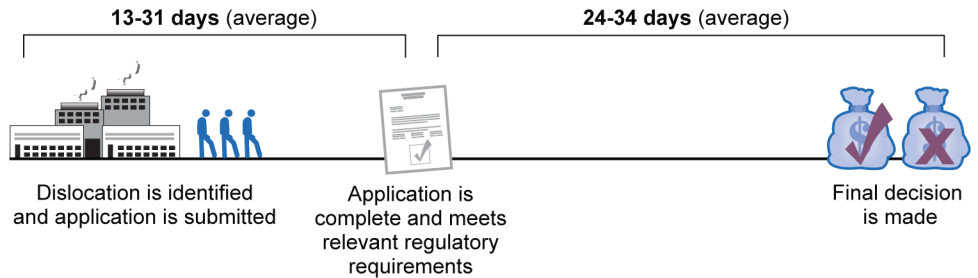 13-31 days (average)
24-34 days (average)
$
$
Dislocation is identified
and application is submitted
Application is
complete and meets
relevant regulatory
requirements
Final decision
is made